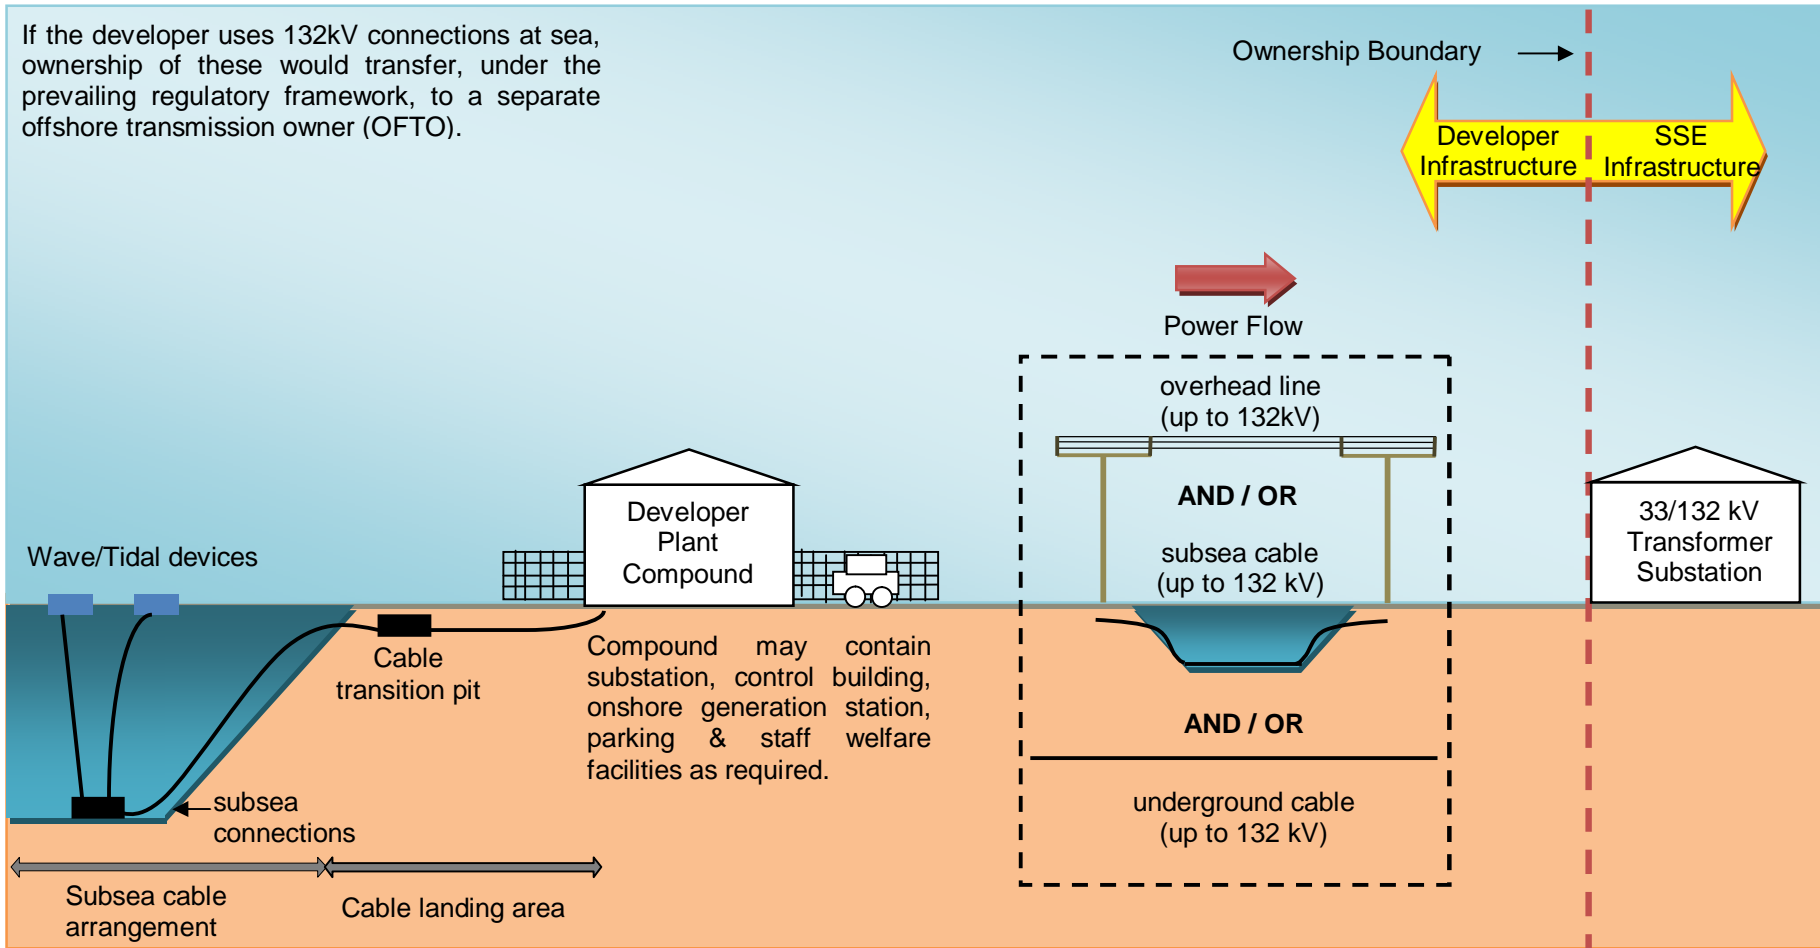 If the developer uses 132kV connections at sea,
ownership of these would transfer, under the
prevailing regulatory framework, to a separate
offshore transmission owner (OFTO).
Ownership Boundary
Developer
Infrastructure
SSE
Infrastructure
Power Flow
overhead line
(up to 132kV)
AND / OR
subsea cable
(up to 132 kV)
AND / OR
underground cable
(up to 132 kV)
33/132 kV
Transformer
Substation
Developer
Plant
Compound
Wave/Tidal devices
Cable
transition pit
Compound may contain
substation, control building,
onshore generation station,
parking & staff welfare
facilities as required.
subsea
connections
Subsea cable
arrangement
Cable landing area